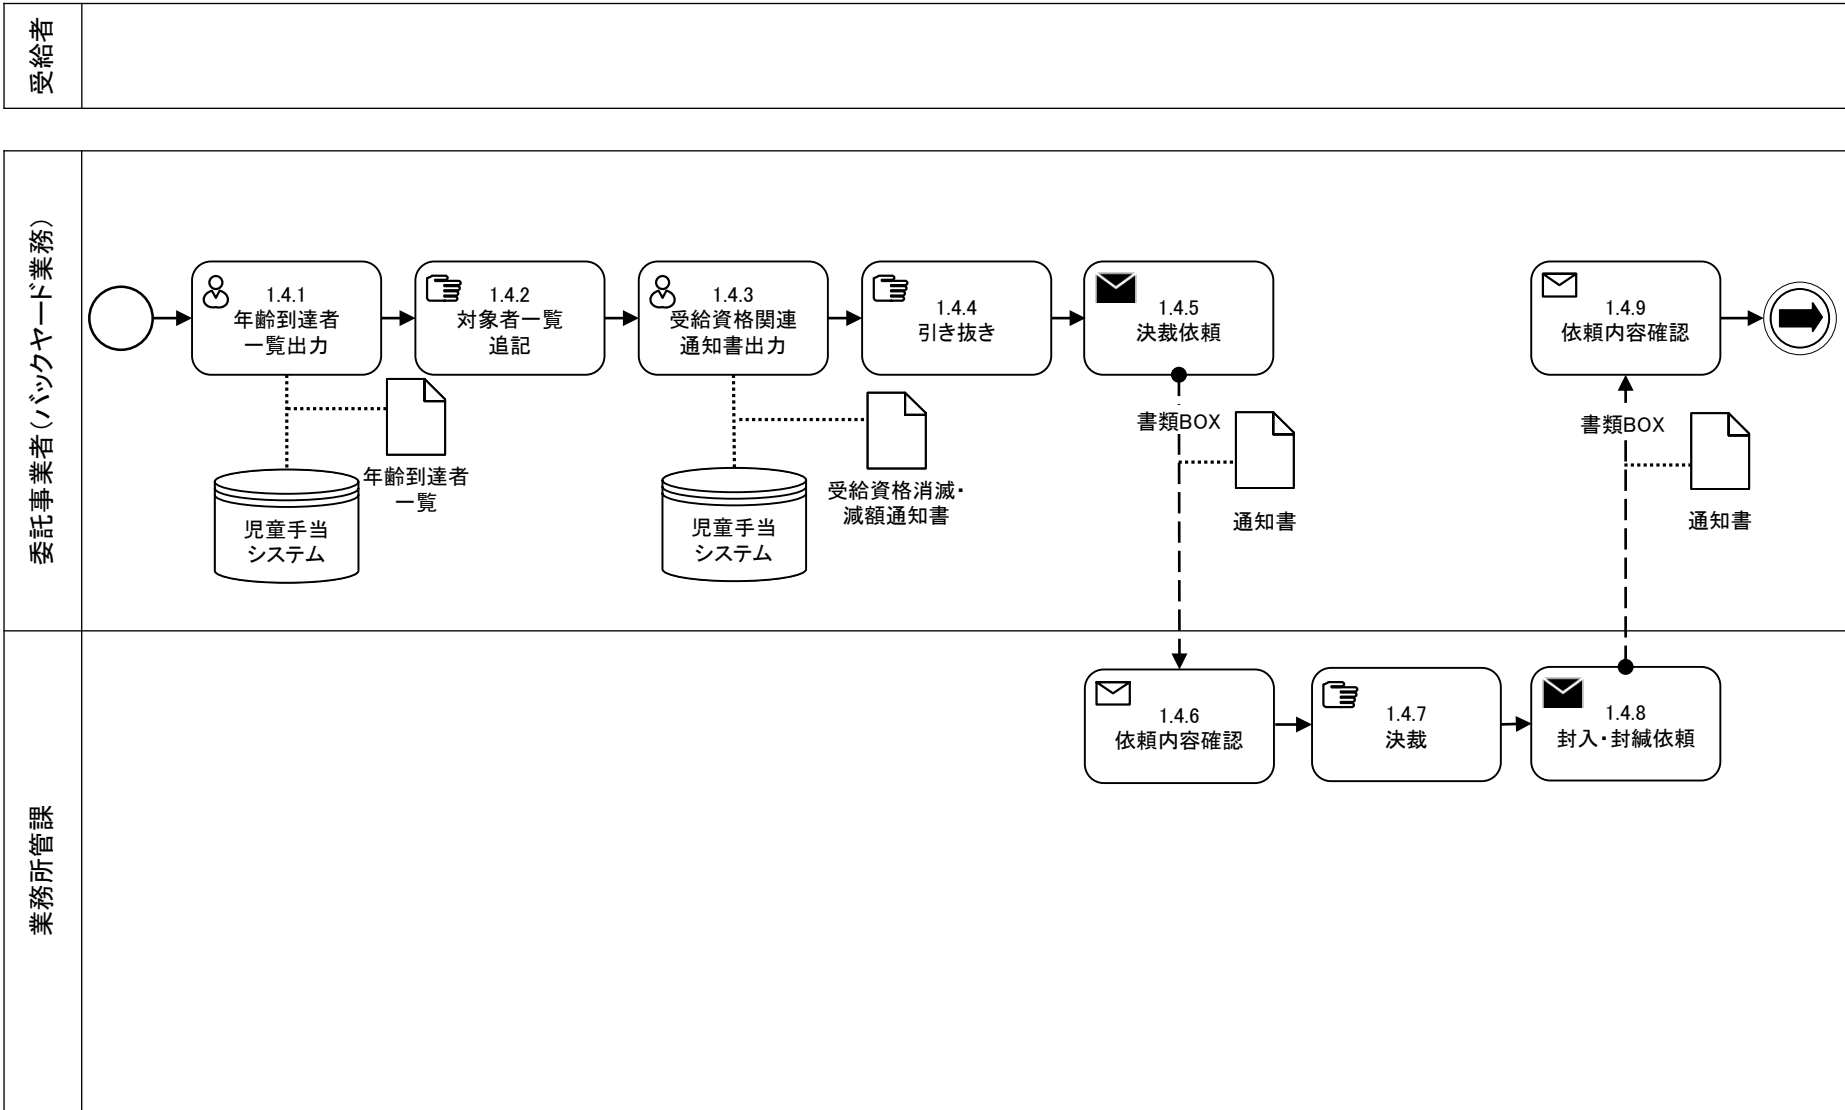 受給者
委託事業者(バックヤード業務)
1.4.1
年齢到達者
一覧出力
1.4.2
対象者一覧
追記
1.4.3
受給資格関連
通知書出力
1.4.4
引き抜き
1.4.5
決裁依頼
1.4.9
依頼内容確認
年齢到達者
一覧
児童手当
システム
受給資格消滅・
減額通知書
児童手当
システム
書類BOX
通知書
書類BOX
通知書
業務所管課
1.4.6
依頼内容確認
1.4.7
決裁
1.4.8
封入・封緘依頼